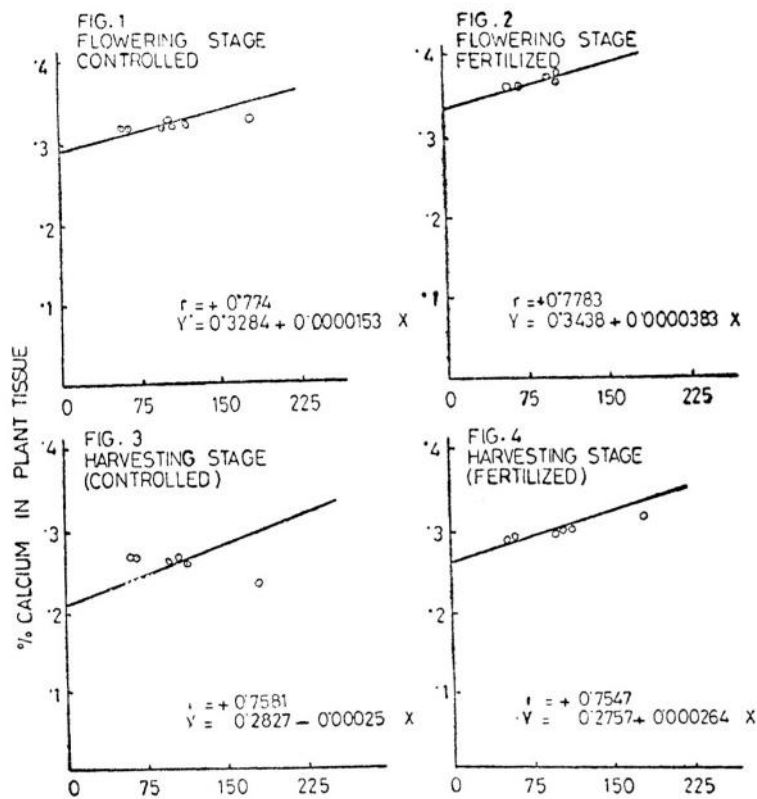 FIG. 1
FLOWERING STAGE
CONTROLLED
·4
·3
·2
·1
r = + 0·774
Y = 0·3284 + 0·0000153 X
0 75 150 225
FIG. 2
FLOWERING STAGE
FERTILIZED
·4
·3
·2
·1
r = +0·7783
Y = 0·3438 + 0·0000383 X
0 75 150 225
% CALCIUM IN PLANT TISSUE
FIG. 3
HARVESTING STAGE
(CONTROLLED)
·4
·3
·2
·1
= + 0·7581
Y = 0·2827 – 0·00025 X
0 75 150 225
FIG. 4
HARVESTING STAGE
(FERTILIZED)
·4
·3
·2
·1
= + 0·7547
Y = 0·2757 + 0·000264 X
0 75 150 225